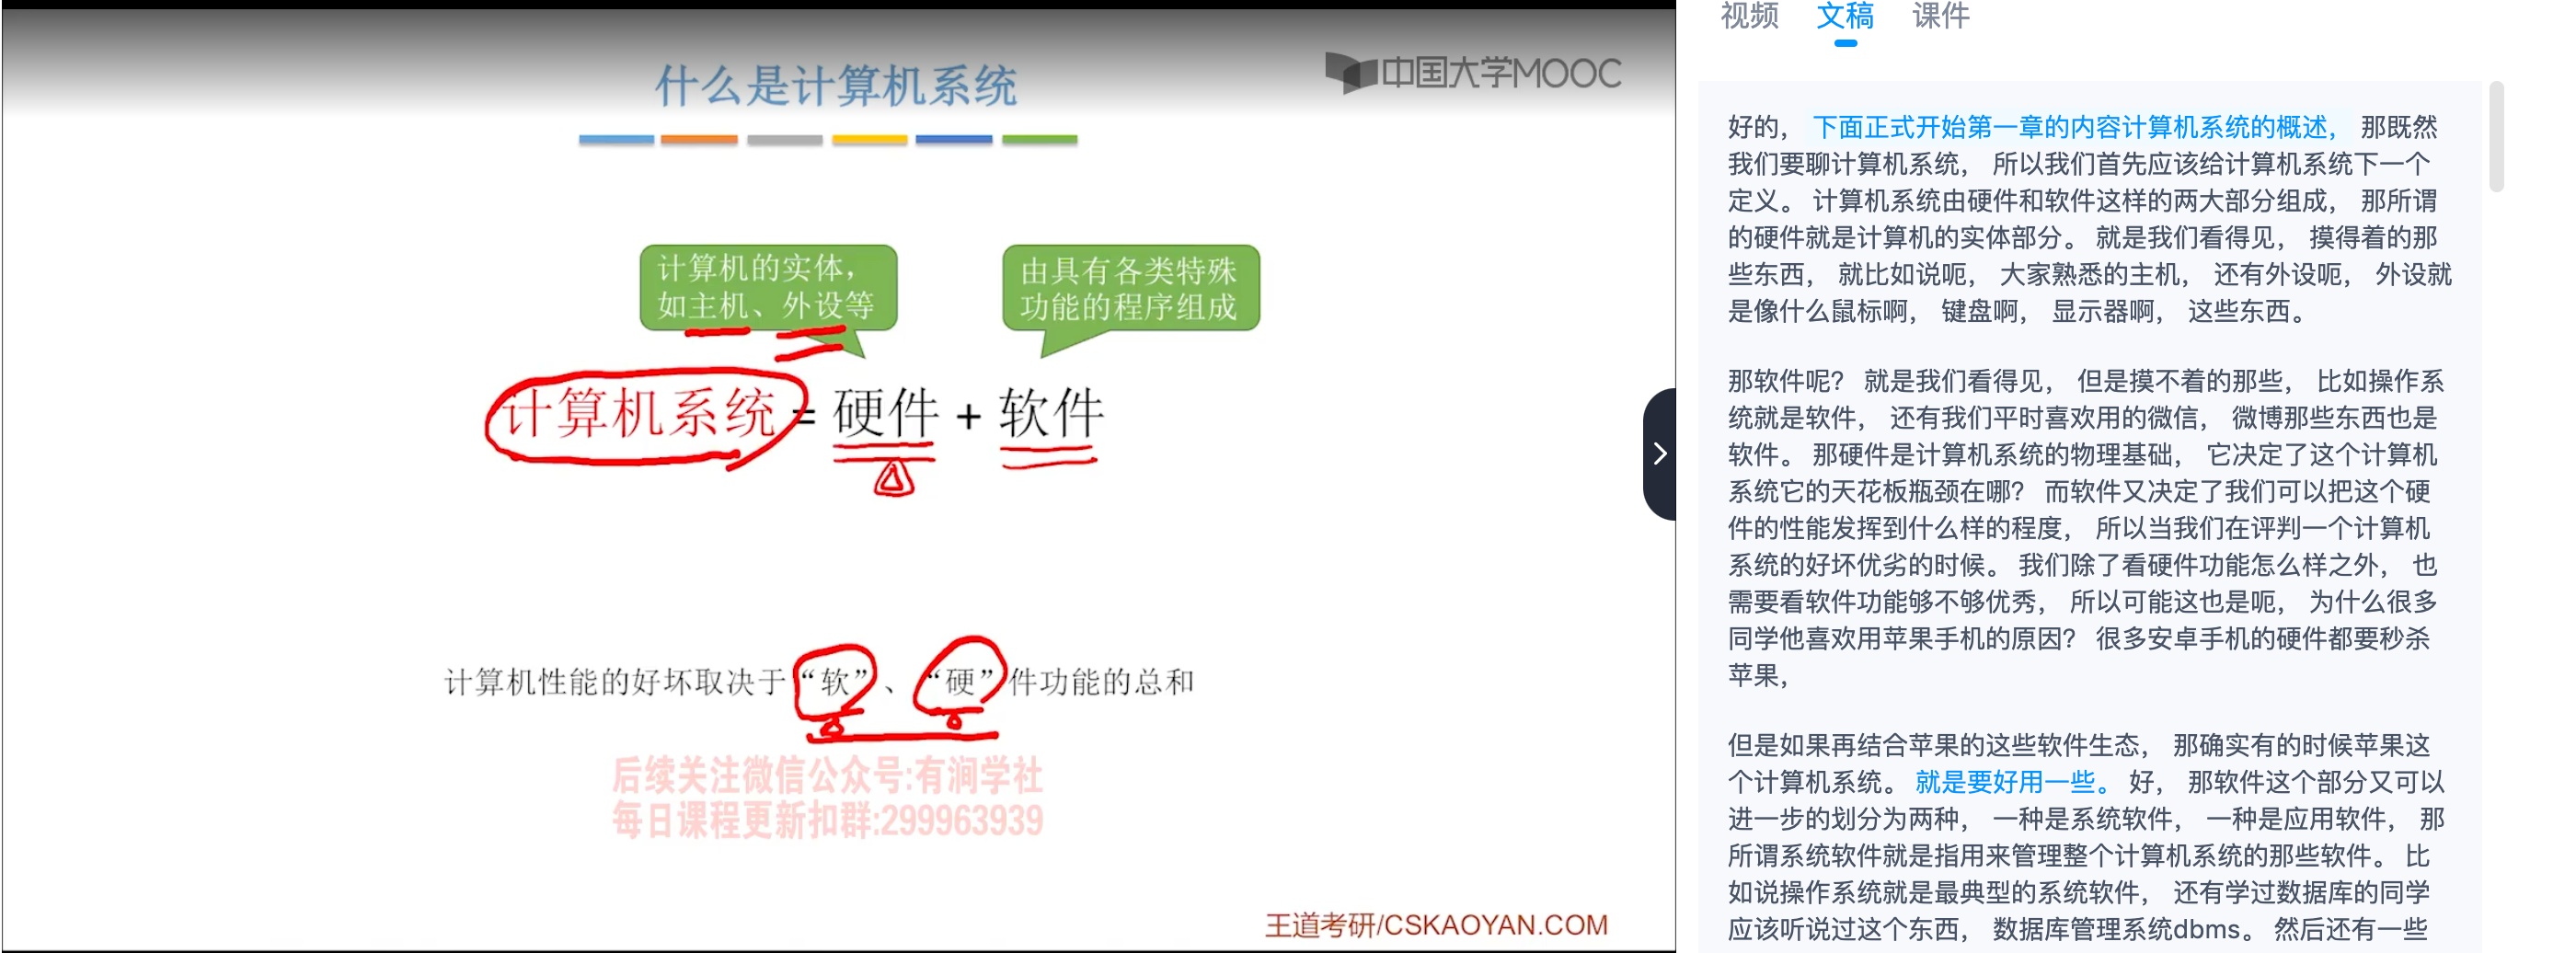 什么是计算机系统
中国大学MOOC
计算机的实体，
如主机、外设等
由具有各类特殊
功能的程序组成
计算机系统 = 硬件 + 软件
计算机性能的好坏取决于“软”、“硬”件功能的总和
后续关注微信公众号:有涧学社
每日课程更新扣群:299963939
王道考研/CSKAOYAN.COM
视频 文稿 课件
好的， 下面正式开始第一章的内容计算机系统的概述， 那既然
我们要聊计算机系统， 所以我们首先应该给计算机系统下一个
定义。 计算机系统由硬件和软件这样的两大部分组成， 那所谓
的硬件就是计算机的实体部分。 就是我们看得见， 摸得着的那
些东西， 就比如说呃， 大家熟悉的主机， 还有外设呃， 外设就
是像什么鼠标啊， 键盘啊， 显示器啊， 这些东西。
那软件呢？ 就是我们看得见， 但是摸不着的那些， 比如操作系
统就是软件， 还有我们平时喜欢用的微信， 微博那些东西也是
软件。 那硬件是计算机系统的物理基础， 它决定了这个计算机
系统它的天花板瓶颈在哪？ 而软件又决定了我们可以把这个硬
件的性能发挥到什么样的程度， 所以当我们在评判一个计算机
系统的好坏优劣的时候。 我们除了看硬件功能怎么样之外， 也
需要看软件功能够不够优秀， 所以可能这也是呃， 为什么很多
同学他喜欢用苹果手机的原因？ 很多安卓手机的硬件都要秒杀
苹果，
但是如果再结合苹果的这些软件生态， 那确实有的时候苹果这
个计算机系统。 就是要好用一些。 好， 那软件这个部分又可以
进一步的划分为两种， 一种是系统软件， 一种是应用软件， 那
所谓系统软件就是指用来管理整个计算机系统的那些软件。 比
如说操作系统就是最典型的系统软件， 还有学过数据库的同学
应该听说过这个东西， 数据库管理系统dbms。 然后还有一些